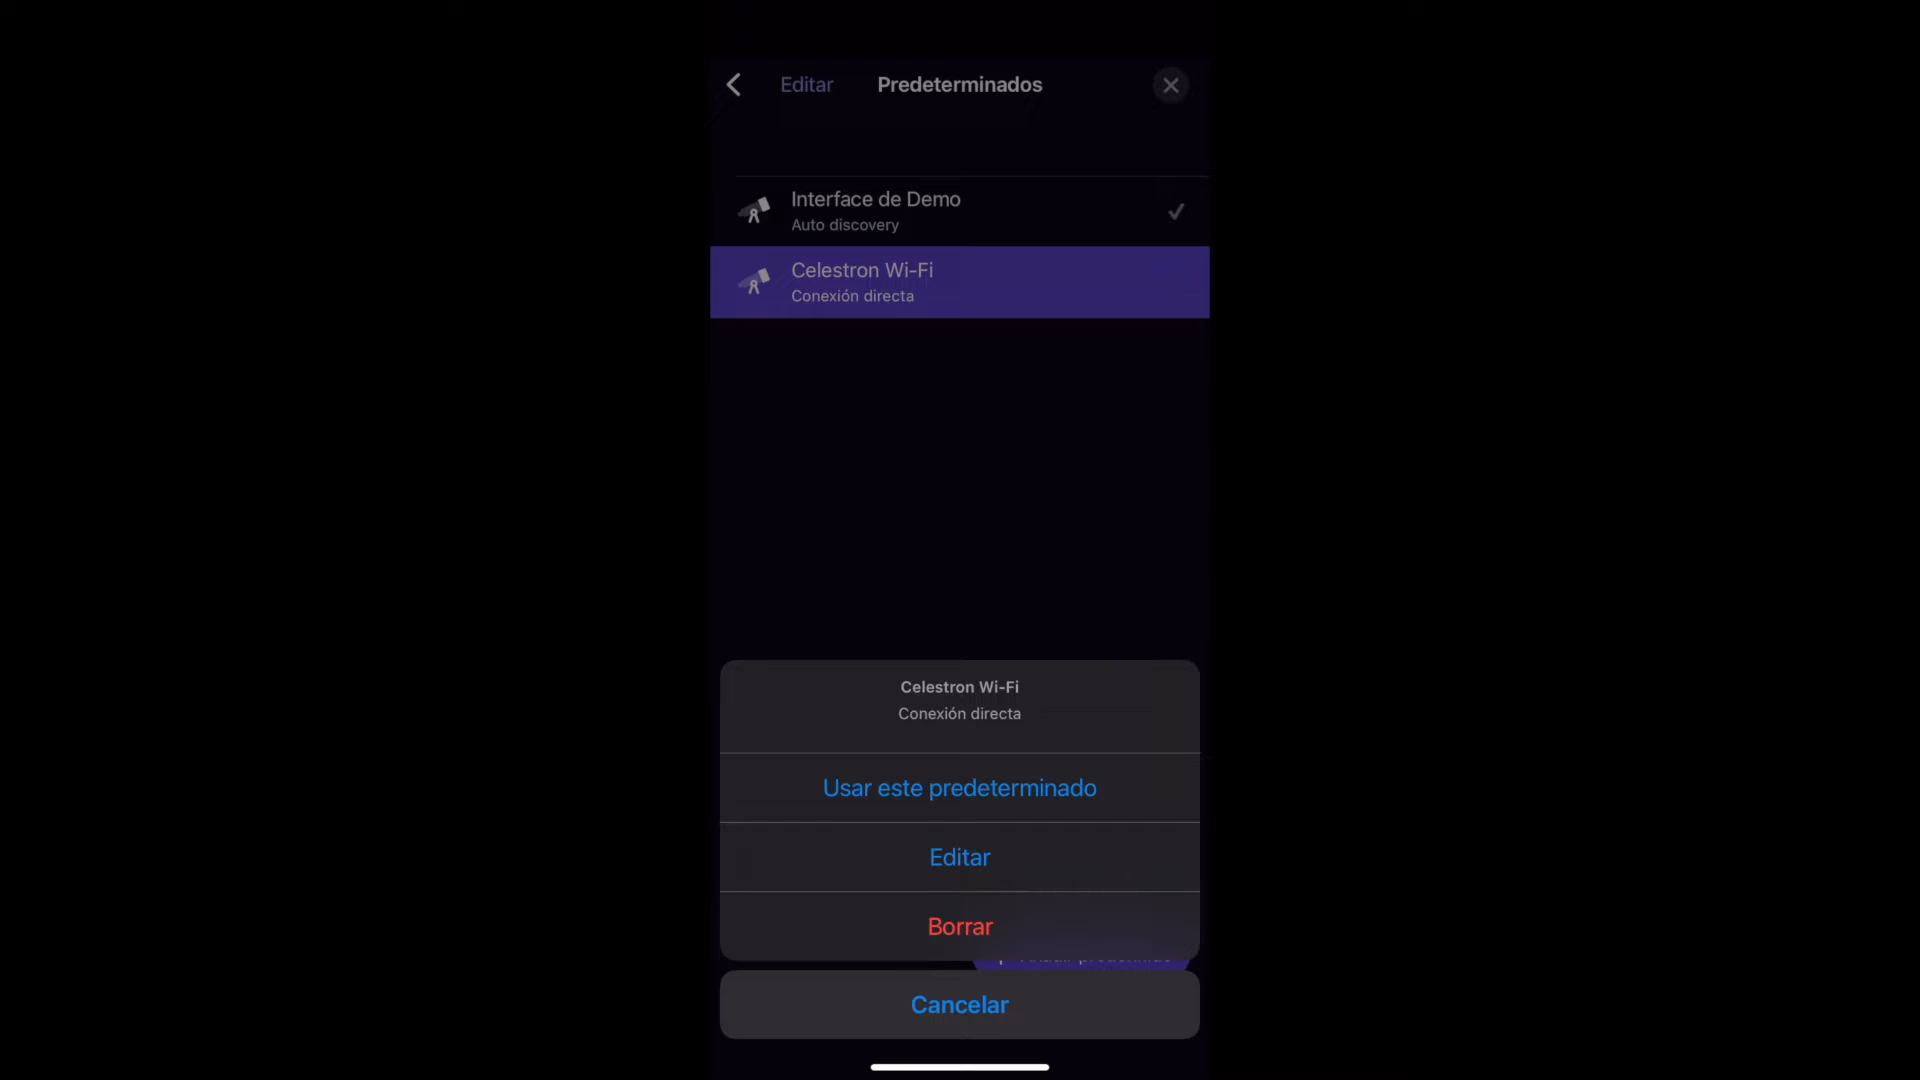 Editar Predeterminados
Interface de Demo
Auto discovery
Celestron Wi-Fi
Conexión directa
Celestron Wi-Fi
Conexión directa
Usar este predeterminado
Editar
Borrar
Cancelar